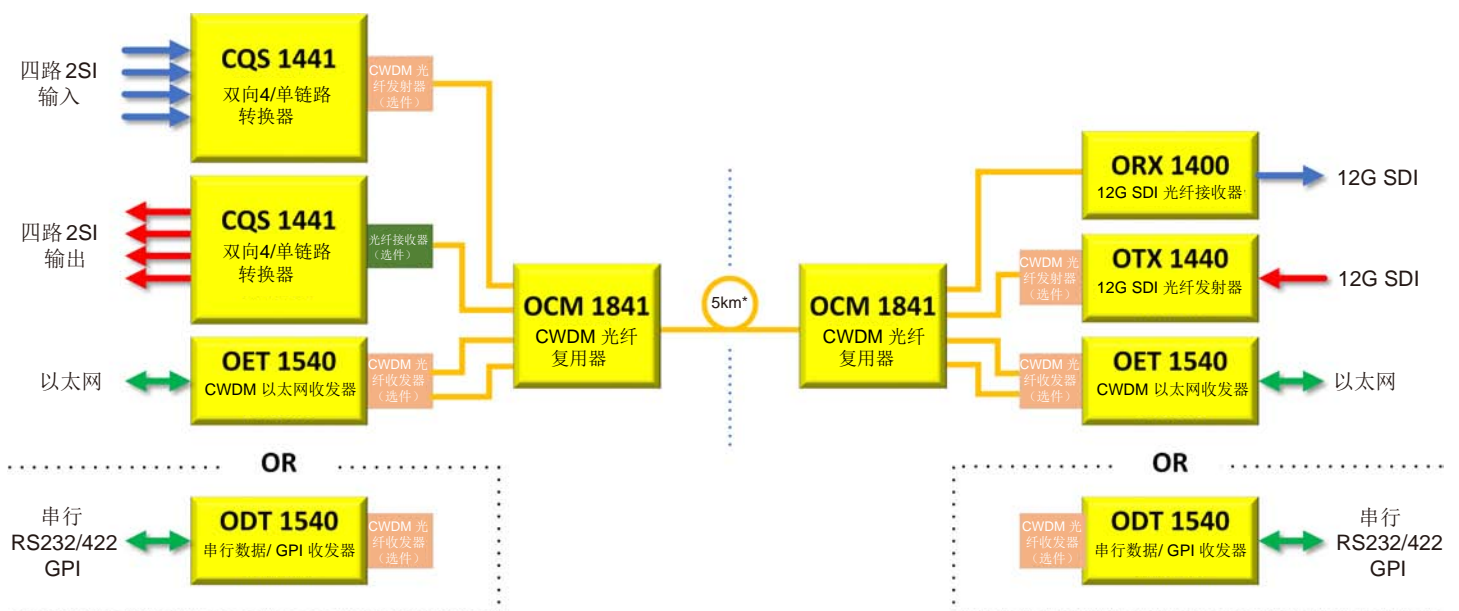 四路 2SI
输入
CQS 1441
双向4/单链路
转换器
CWDM 光
纤发射器
（选件）
四路 2SI
输出
CQS 1441
双向4/单链路
转换器
光纤接收器
（选件）
以太网
OET 1540
CWDM 以太网收发器
CWDM 光
纤收发器
（选件）
OCM 1841
CWDM 光纤
复用器
5km*
OCM 1841
CWDM 光纤
复用器
ORX 1400
12G SDI 光纤接收器
12G SDI
CWDM 光
纤发射器
（选件）
OTX 1440
12G SDI 光纤发射器
12G SDI
CWDM 光
纤收发器
（选件）
OET 1540
CWDM 以太网收发器
以太网
OR
串行
RS232/422
GPI
ODT 1540
串行数据/ GPI 收发器
CWDM 光
纤收发器
（选件）
OR
CWDM 光
纤收发器
（选件）
ODT 1540
串行数据/ GPI 收发器
串行
RS232/422
GPI